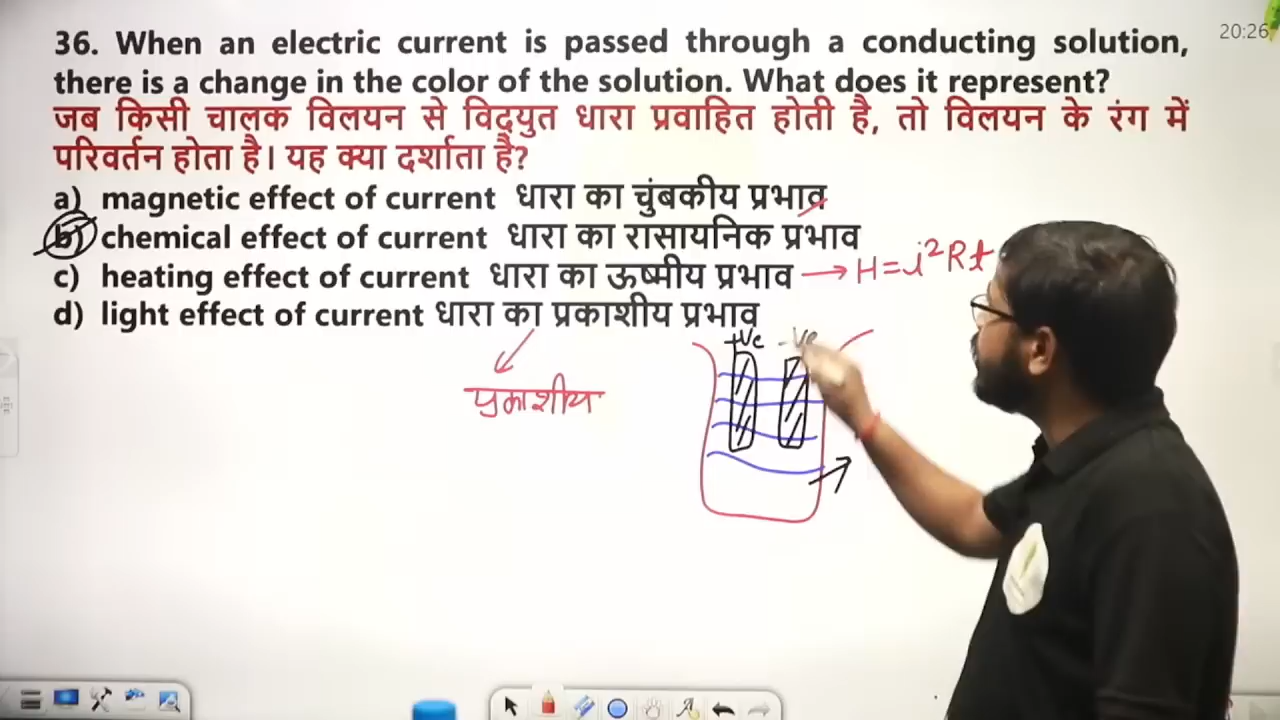 20:26
36. When an electric current is passed through a conducting solution,
there is a change in the color of the solution. What does it represent?
जब किसी चालक विलयन से विद्युत धारा प्रवाहित होती है, तो विलयन के रंग में
परिवर्तन होता है। यह क्या दर्शाता है?
a) magnetic effect of current धारा का चुंबकीय प्रभाव
b) chemical effect of current धारा का रासायनिक प्रभाव
c) heating effect of current धारा का ऊष्मीय प्रभाव → H=i²Rt
d) light effect of current धारा का प्रकाशीय प्रभाव
+Ve -Ve
प्रकाशीय